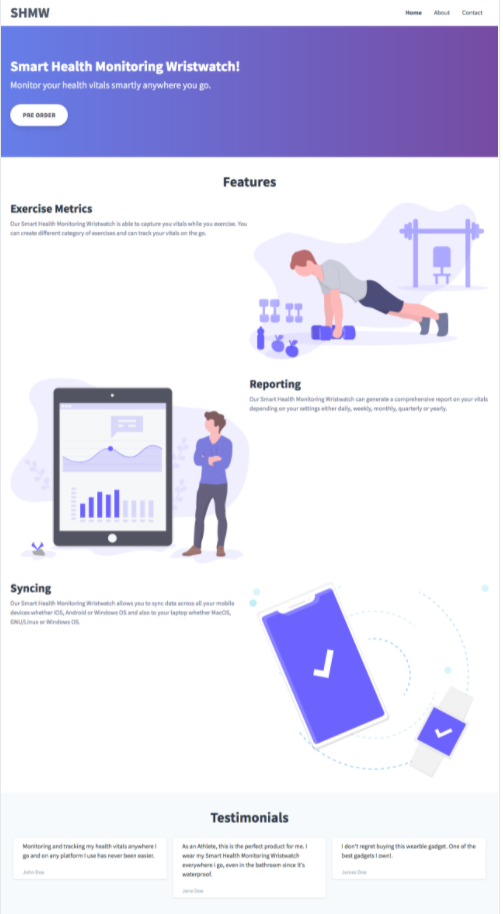 SHMW
Home About Contact
Smart Health Monitoring Wristwatch!
Monitor your health vitals smartly anywhere you go.
PRE ORDER
Features
Exercise Metrics
Our Smart Health Monitoring Wristwatch is able to capture you vitals while you exercise. You
can create different category of exercises and can track your vitals on the go.
Reporting
Our Smart Health Monitoring Wristwatch can generate a comprehensive report on your vitals
depending on your settings either daily, weekly, monthly, quarterly or yearly.
Syncing
Our Smart Health Monitoring Wristwatch allows you to sync data across all your mobile
devices whether iOS, Android or Windows OS and also to your laptop whether MacOS,
GNU/Linux or Windows OS.
Testimonials
Monitoring and tracking my health vitals anywhere I
go and on any platform I use has never been easier.
John Doe
As an Athlete, this is the perfect product for me. I
wear my Smart Health Monitoring Wristwatch
everywhere i go, even in the bathroom since it's
waterproof.
Jane Doe
I don't regret buying this wearble gadget. One of the
best gadgets I own!.
James Doe